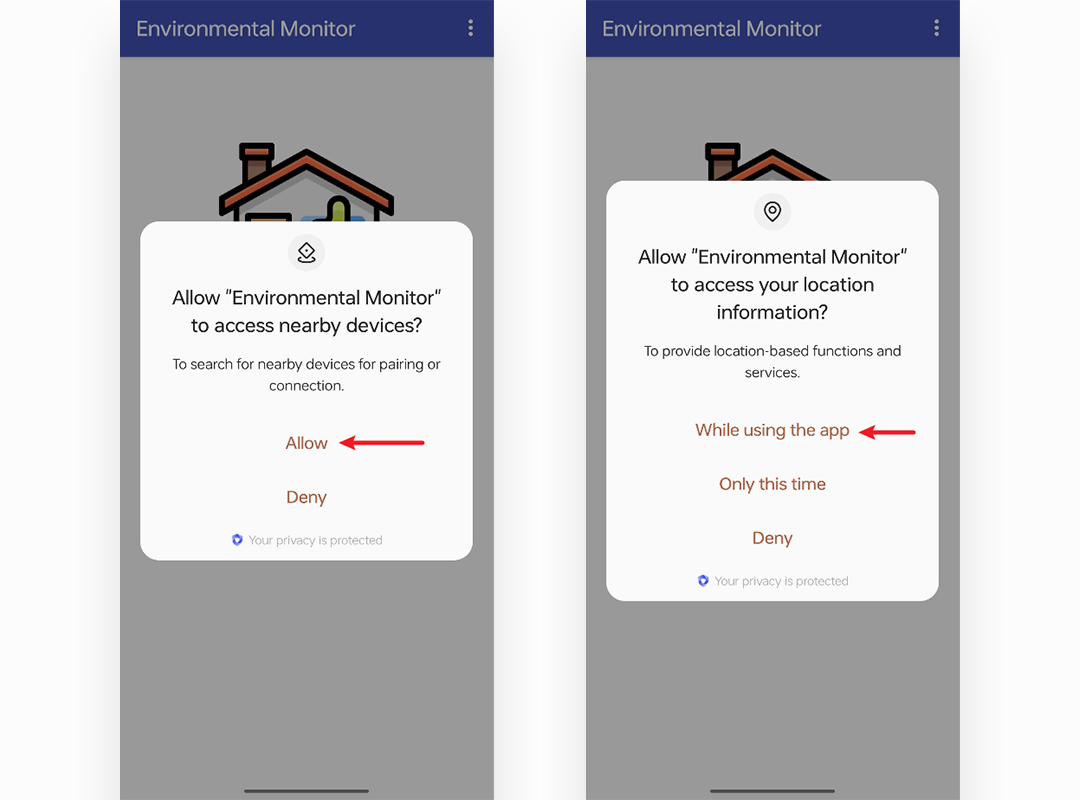 Environmental Monitor
Allow "Environmental Monitor"
to access nearby devices?
To search for nearby devices for pairing or
connection.
Allow
Deny
Your privacy is protected
Environmental Monitor
Allow "Environmental Monitor"
to access your location
information?
To provide location-based functions and
services.
While using the app
Only this time
Deny
Your privacy is protected